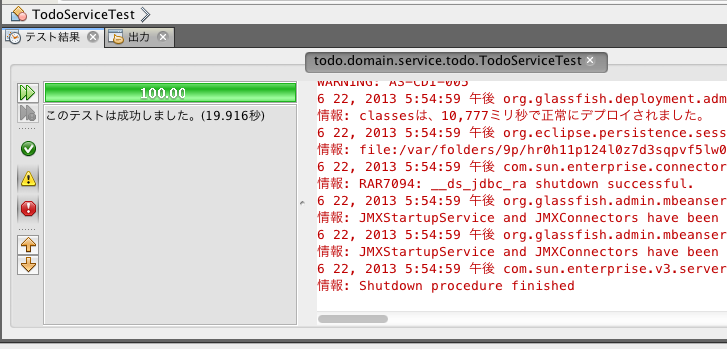 TodoServiceTest
テスト結果
出力
todo.domain.service.todo.TodoServiceTest
100.00
このテストは成功しました。(19.916秒)
WARNING: AS-CDI-005
6 22, 2013 5:54:59 午後 org.glassfish.deployment.adm
情報: classesは、10,777ミリ秒で正常にデプロイされました。
6 22, 2013 5:54:59 午後 org.eclipse.persistence.sess
情報: file:/var/folders/9p/hr0h11p124l0z7d3sqpvf5lw0
6 22, 2013 5:54:59 午後 com.sun.enterprise.connector
情報: RAR7094: __ds_jdbc_ra shutdown successful.
6 22, 2013 5:54:59 午後 org.glassfish.admin.mbeanser
情報: JMXStartupService and JMXConnectors have been
6 22, 2013 5:54:59 午後 org.glassfish.admin.mbeanser
情報: JMXStartupService and JMXConnectors have been
6 22, 2013 5:54:59 午後 com.sun.enterprise.v3.server
情報: Shutdown procedure finished